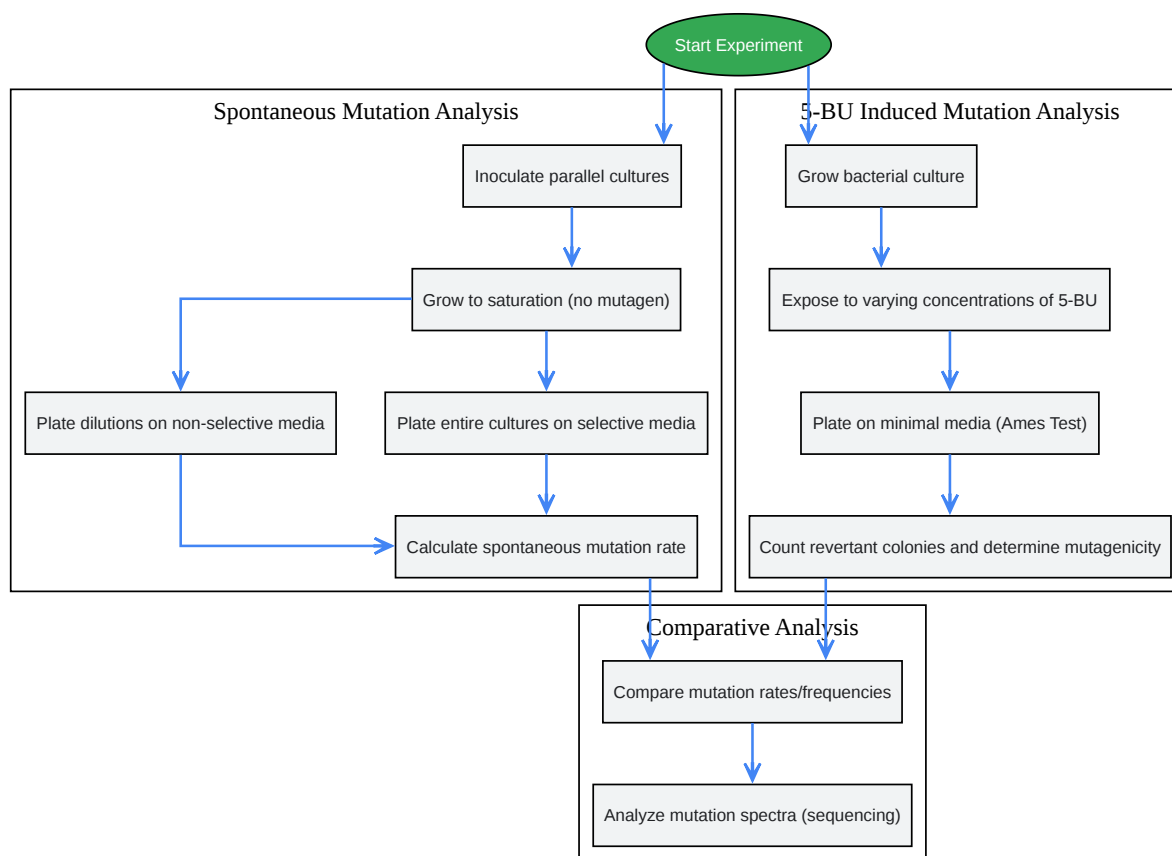 Start Experiment
Spontaneous Mutation Analysis
5-BU Induced Mutation Analysis
Inoculate parallel cultures
Grow bacterial culture
Grow to saturation (no mutagen)
Expose to varying concentrations of 5-BU
Plate dilutions on non-selective media
Plate entire cultures on selective media
Plate on minimal media (Ames Test)
Calculate spontaneous mutation rate
Count revertant colonies and determine mutagenicity
Comparative Analysis
Compare mutation rates/frequencies
Analyze mutation spectra (sequencing)